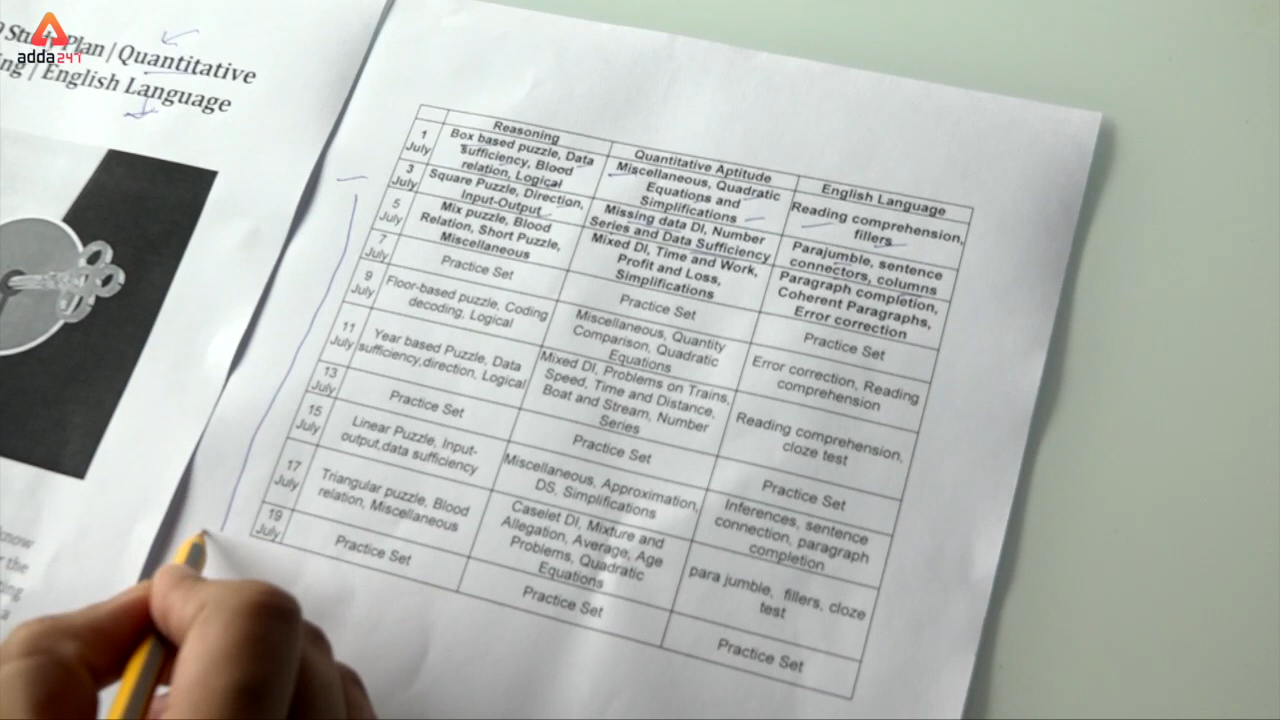 adda247
Study Plan | Quantitative
| English Language
know
the
a
Reasoning
Quantitative Aptitude
English Language
1
July
Box based puzzle, Data
sufficiency, Blood
relation, Logical
Miscellaneous, Quadratic
Equations and
Simplifications
Reading comprehension,
fillers
3
July
Square Puzzle, Direction,
Input-Output
Missing data DI, Number
Series and Data Sufficiency
Parajumble, sentence
connectors, columns
5
July
Mix puzzle, Blood
Relation, Short Puzzle,
Miscellaneous
Mixed DI, Time and Work,
Profit and Loss,
Simplifications
Paragraph completion,
Coherent Paragraphs,
Error correction
7
July
Practice Set
Practice Set
Practice Set
9
July
Floor-based puzzle, Coding
decoding, Logical
Miscellaneous, Quantity
Comparison, Quadratic
Equations
Error correction, Reading
comprehension
11
July
Year based Puzzle, Data
sufficiency,direction, Logical
Mixed DI, Problems on Trains,
Speed, Time and Distance,
Boat and Stream, Number
Series
Reading comprehension,
cloze test
13
July
Practice Set
Practice Set
Practice Set
15
July
Linear Puzzle, Input-
output,data sufficiency
Miscellaneous, Approximation,
DS, Simplifications
Inferences, sentence
connection, paragraph
completion
17
July
Triangular puzzle, Blood
relation, Miscellaneous
Caselet DI, Mixture and
Allegation, Average, Age
Problems, Quadratic
Equations
para jumble, fillers, cloze
test
19
July
Practice Set
Practice Set
Practice Set